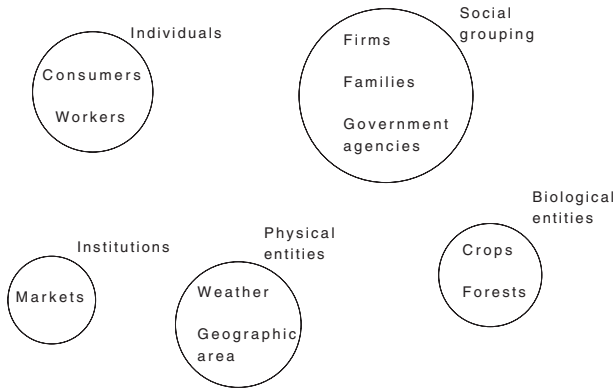 Individuals
Consumers
Workers
Social
grouping
Firms
Families
Government
agencies
Institutions
Markets
Physical
entities
Weather
Geographic
area
Biological
entities
Crops
Forests